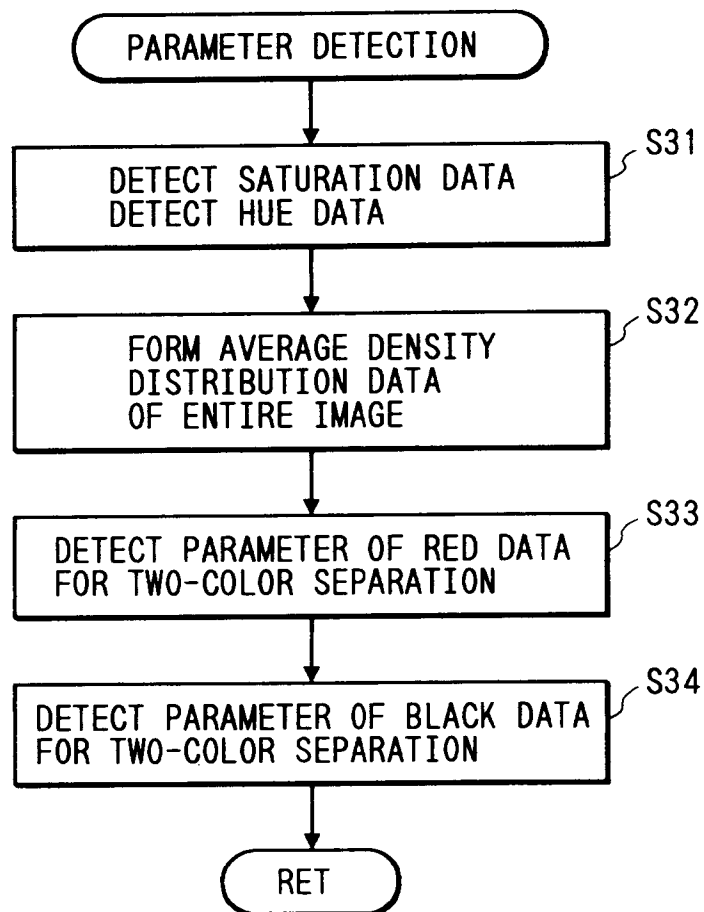 PARAMETER DETECTION
S31
DETECT SATURATION DATA
DETECT HUE DATA
S32
FORM AVERAGE DENSITY
DISTRIBUTION DATA
OF ENTIRE IMAGE
S33
DETECT PARAMETER OF RED DATA
FOR TWO-COLOR SEPARATION
S34
DETECT PARAMETER OF BLACK DATA
FOR TWO-COLOR SEPARATION
RET